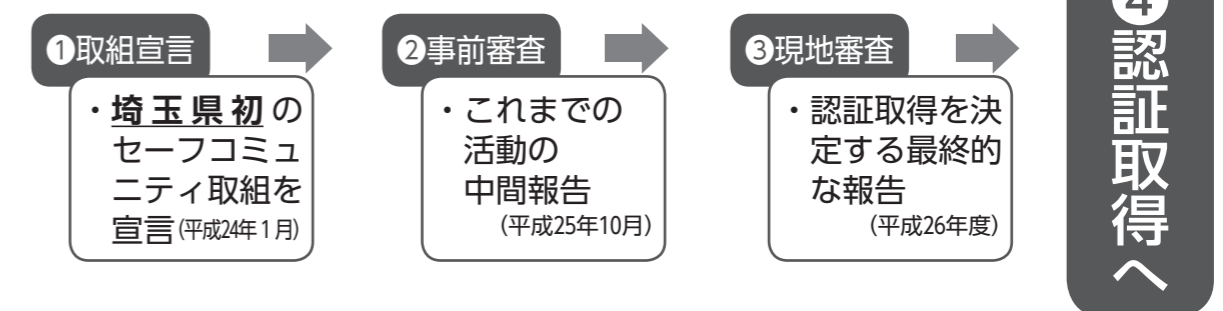 ❶取組宣言
・埼玉県初の
セーフコミュ
ニティ取組を
宣言(平成24年1月)
❷事前審査
・これまでの
活動の
中間報告
(平成25年10月)
❸現地審査
・認証取得を決
定する最終的
な報告
(平成26年度)
❹認証取得へ